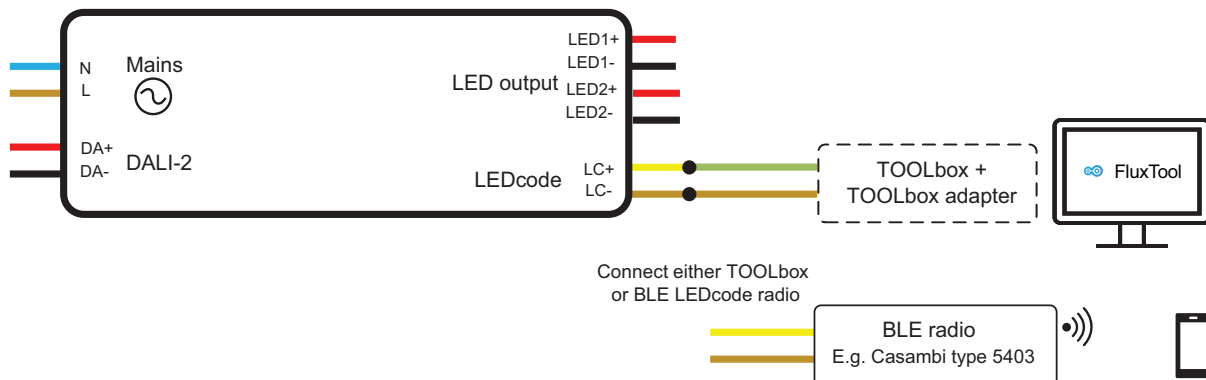 N
L
Mains
DA+
DA-
DALI-2
LED output
LED1+
LED1-
LED2+
LED2-
LEDcode
LC+
LC-
TOOLbox +
TOOLbox adapter
FluxTool
Connect either TOOLbox
or BLE LEDcode radio
BLE radio
E.g. Casambi type 5403